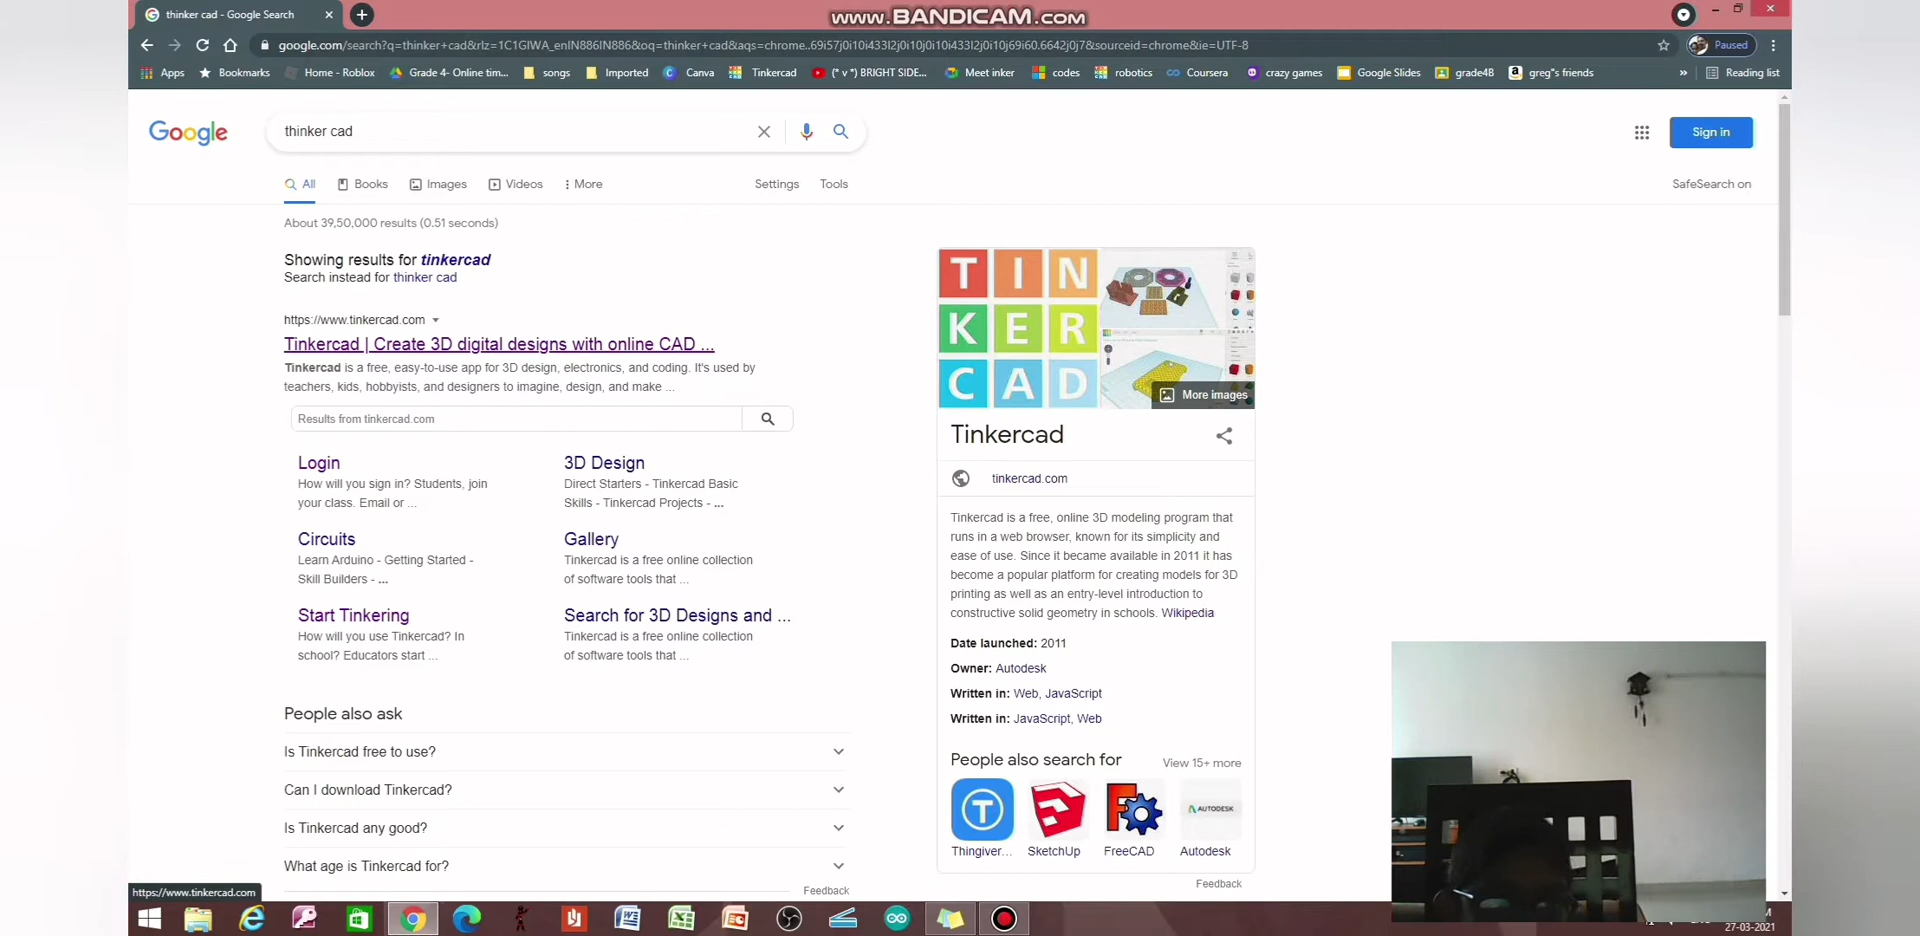 thinker cad - Google Search
www.BANDICAM.com
google.com/search?q=thinker+cad&rlz=1C1GIWA_enIN886IN886&oq=thinker+cad&aqs=chrome..69i57j0i10i433l2j0i10j0i10i433l2j0i10j69i60.6642j0j7&sourceid=chrome&ie=UTF-8
Paused
Apps Bookmarks Home - Roblox Grade 4- Online tim... songs Imported Canva Tinkercad (* v *) BRIGHT SIDE... Meet inker codes robotics Coursera crazy games Google Slides grade4B greg"s friends » Reading list
Google
thinker cad
Sign in
All Books Images Videos More Settings Tools SafeSearch on
About 39,50,000 results (0.51 seconds)
Showing results for tinkercad
Search instead for thinker cad
https://www.tinkercad.com
Tinkercad | Create 3D digital designs with online CAD ...
Tinkercad is a free, easy-to-use app for 3D design, electronics, and coding. It's used by
teachers, kids, hobbyists, and designers to imagine, design, and make ...
Results from tinkercad.com
Login
How will you sign in? Students, join
your class. Email or ...
3D Design
Direct Starters - Tinkercad Basic
Skills - Tinkercad Projects - ...
Circuits
Learn Arduino - Getting Started -
Skill Builders - ...
Gallery
Tinkercad is a free online collection
of software tools that ...
Start Tinkering
How will you use Tinkercad? In
school? Educators start ...
Search for 3D Designs and ...
Tinkercad is a free online collection
of software tools that ...
People also ask
Is Tinkercad free to use?
Can I download Tinkercad?
Is Tinkercad any good?
What age is Tinkercad for?
Feedback
https://www.tinkercad.com
TIN
KER
CAD
More images
Tinkercad
tinkercad.com
Tinkercad is a free, online 3D modeling program that
runs in a web browser, known for its simplicity and
ease of use. Since it became available in 2011 it has
become a popular platform for creating models for 3D
printing as well as an entry-level introduction to
constructive solid geometry in schools. Wikipedia
Date launched: 2011
Owner: Autodesk
Written in: Web, JavaScript
Written in: JavaScript, Web
People also search for
View 15+ more
AUTODESK
Thingiver... SketchUp FreeCAD Autodesk
Feedback
27-03-2021